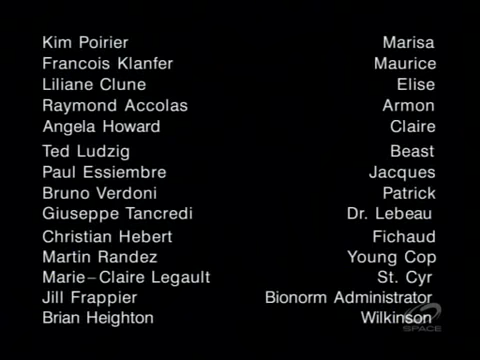 Kim Poirier Marisa
Francois Klanfer Maurice
Liliane Clune Elise
Raymond Accolas Armon
Angela Howard Claire
Ted Ludzig Beast
Paul Essiembre Jacques
Bruno Verdoni Patrick
Giuseppe Tancredi Dr. Lebeau
Christian Hebert Fichaud
Martin Randez Young Cop
Marie–Claire Legault St. Cyr
Jill Frappier Bionorm Administrator
Brian Heighton Wilkinson
SPACE